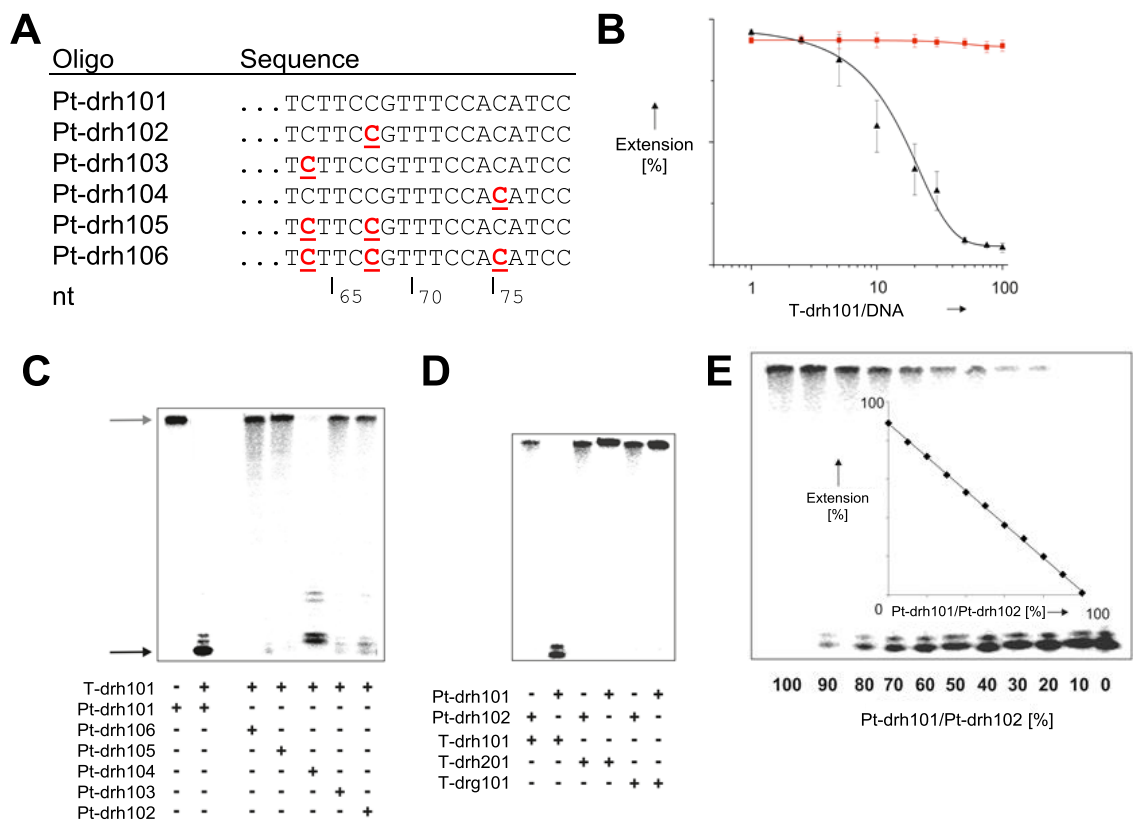 A
Oligo Sequence
Pt-drh101 ...TCTTCCGTTTCCACATCC
Pt-drh102 ...TCTTCCGTTTCCACATCC
Pt-drh103 ...TCTTCCGTTTCCACATCC
Pt-drh104 ...TCTTCCGTTTCCACATCC
Pt-drh105 ...TCTTCCGTTTCCACATCC
Pt-drh106 ...TCTTCCGTTTCCACATCC
nt 65 70 75
B
Extension
[%]
1 10 100
T-drh101/DNA
C
T-drh101 - + + + + + +
Pt-drh101 + + - - - - -
Pt-drh106 - - + - - - -
Pt-drh105 - - - + - - -
Pt-drh104 - - - - + - -
Pt-drh103 - - - - - + -
Pt-drh102 - - - - - - +
D
Pt-drh101 - + - + - +
Pt-drh102 + - + - + -
T-drh101 + + - - - -
T-drh201 - - + + - -
T-drg101 - - - - + +
E
100
Extension
[%]
0 Pt-drh101/Pt-drh102 [%] 100
100 90 80 70 60 50 40 30 20 10 0
Pt-drh101/Pt-drh102 [%]